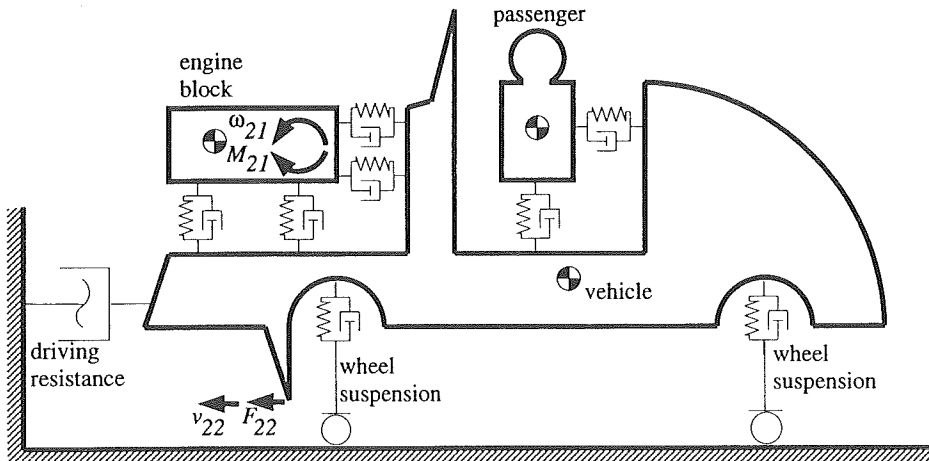 passenger
engine
block
ω21
M21
vehicle
driving
resistance
wheel
suspension
wheel
suspension
v22 F22